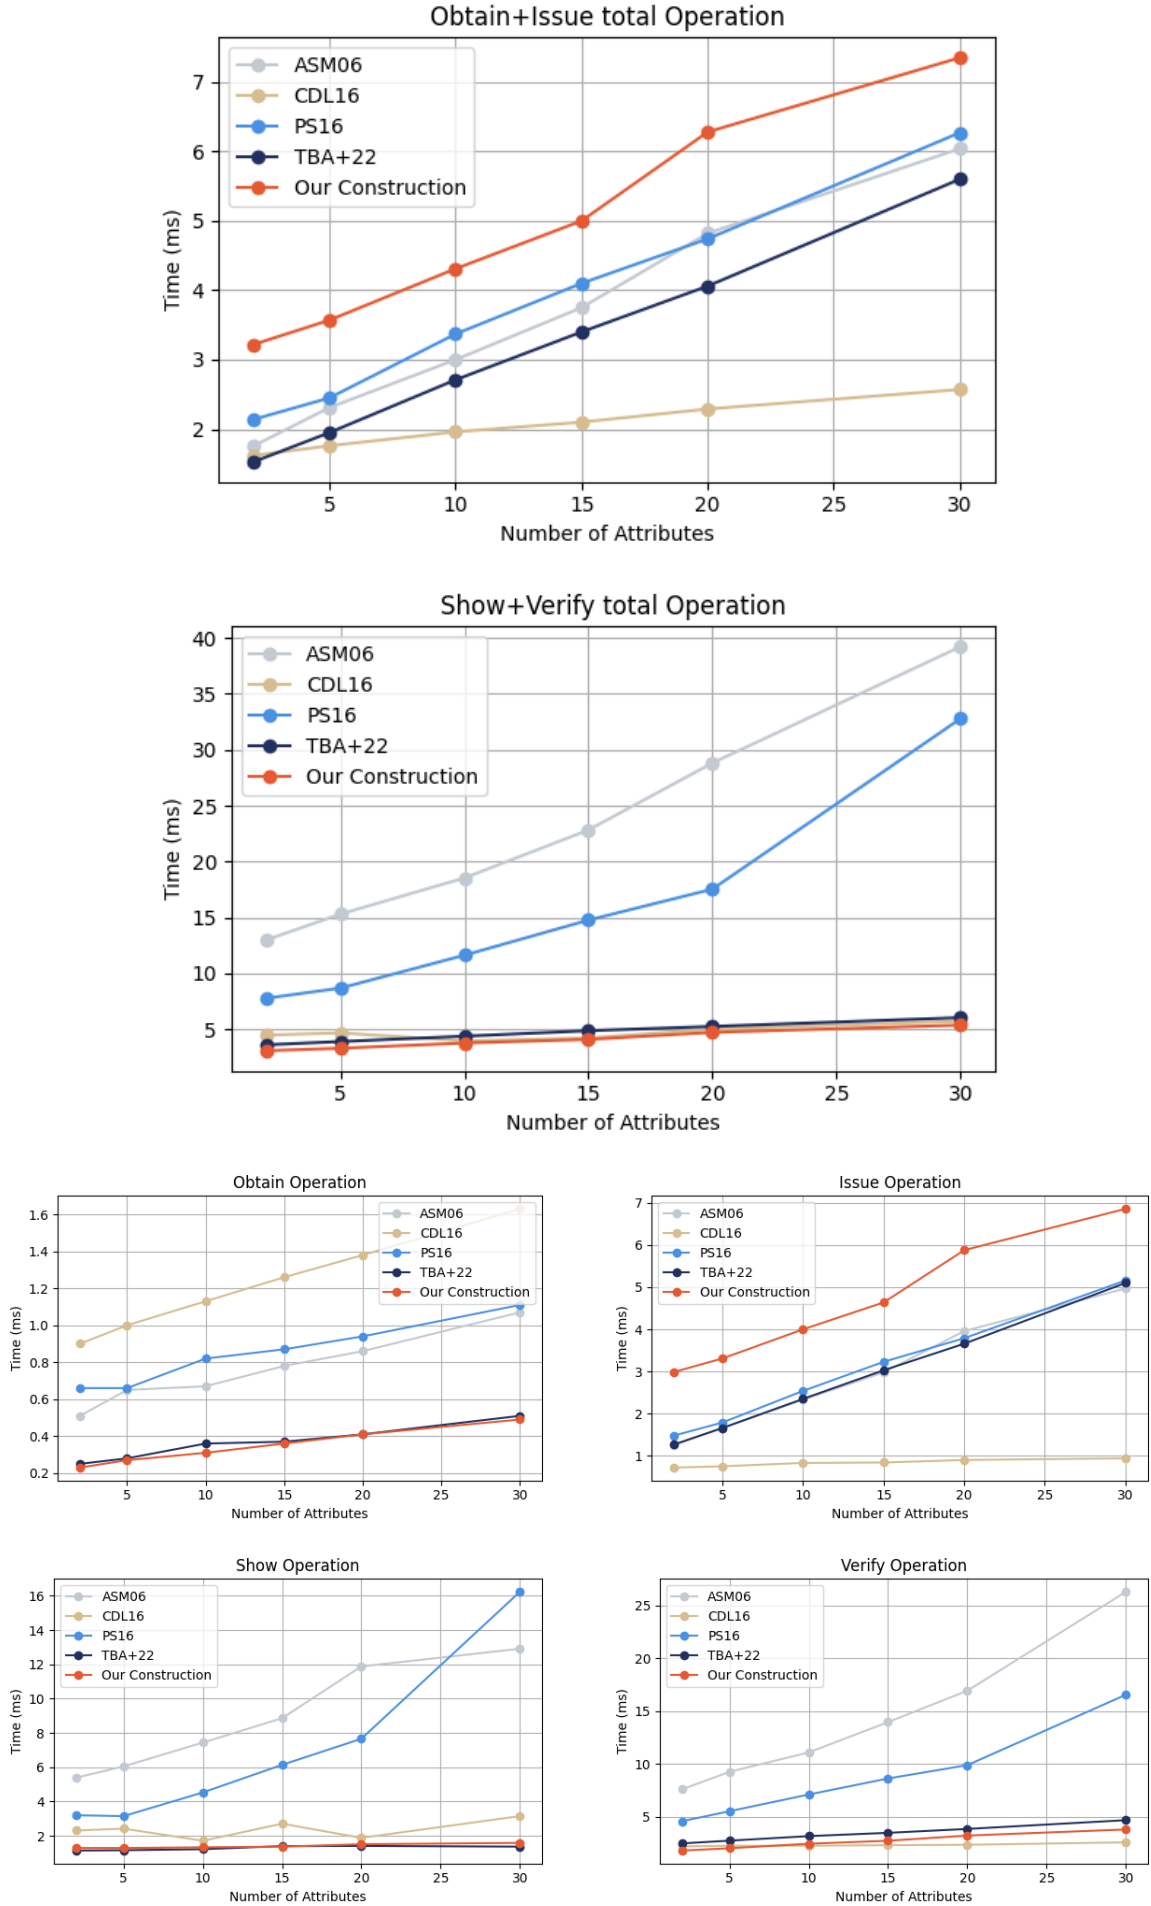 Obtain+Issue total Operation
ASM06
CDL16
PS16
TBA+22
Our Construction
7
6
5
4
3
2
Time (ms)
5 10 15 20 25 30
Number of Attributes
Show+Verify total Operation
ASM06
CDL16
PS16
TBA+22
Our Construction
40
35
30
25
20
15
10
5
Time (ms)
5 10 15 20 25 30
Number of Attributes
Obtain Operation
ASM06
CDL16
PS16
TBA+22
Our Construction
1.6
1.4
1.2
1.0
0.8
0.6
0.4
0.2
Time (ms)
5 10 15 20 25 30
Number of Attributes
Issue Operation
ASM06
CDL16
PS16
TBA+22
Our Construction
7
6
5
4
3
2
1
Time (ms)
5 10 15 20 25 30
Number of Attributes
Show Operation
ASM06
CDL16
PS16
TBA+22
Our Construction
16
14
12
10
8
6
4
2
Time (ms)
5 10 15 20 25 30
Number of Attributes
Verify Operation
ASM06
CDL16
PS16
TBA+22
Our Construction
25
20
15
10
5
Time (ms)
5 10 15 20 25 30
Number of Attributes